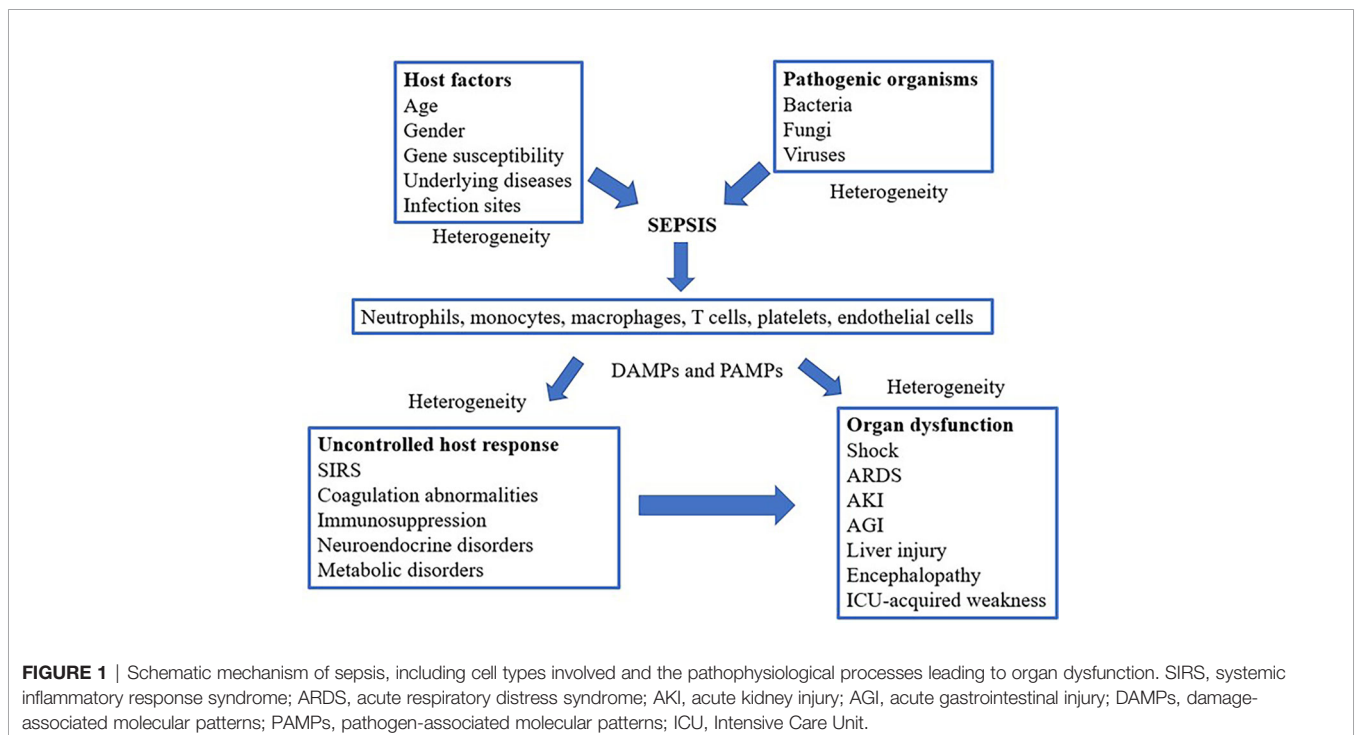 Host factors
Age
Gender
Gene susceptibility
Underlying diseases
Infection sites
Heterogeneity
Pathogenic organisms
Bacteria
Fungi
Viruses
Heterogeneity
SEPSIS
Neutrophils, monocytes, macrophages, T cells, platelets, endothelial cells
DAMPs and PAMPs
Heterogeneity
Uncontrolled host response
SIRS
Coagulation abnormalities
Immunosuppression
Neuroendocrine disorders
Metabolic disorders
Heterogeneity
Organ dysfunction
Shock
ARDS
AKI
AGI
Liver injury
Encephalopathy
ICU-acquired weakness
FIGURE 1 | Schematic mechanism of sepsis, including cell types involved and the pathophysiological processes leading to organ dysfunction. SIRS, systemic
inflammatory response syndrome; ARDS, acute respiratory distress syndrome; AKI, acute kidney injury; AGI, acute gastrointestinal injury; DAMPs, damage-
associated molecular patterns; PAMPs, pathogen-associated molecular patterns; ICU, Intensive Care Unit.